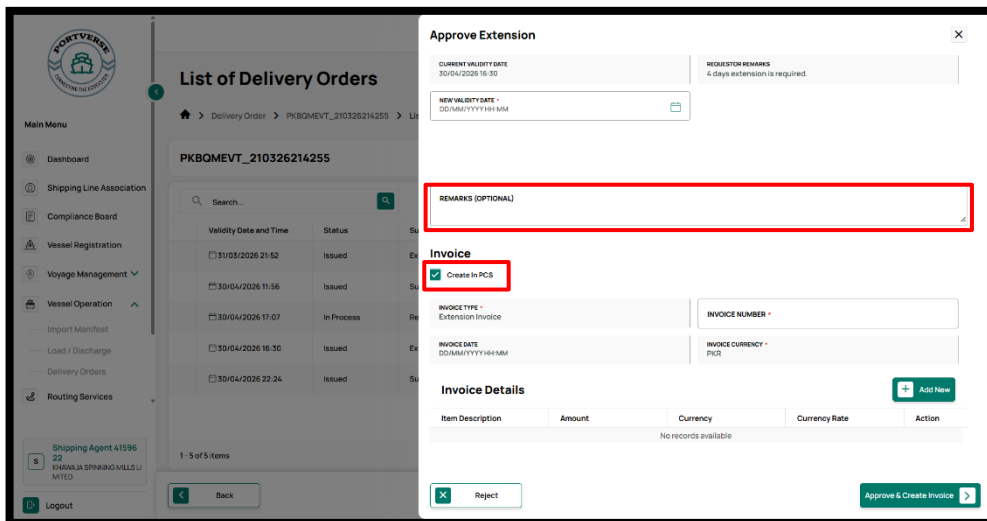 PORTVERSE
CONNECTING THE ECOSYSTEM
Main Menu
Dashboard
Shipping Line Association
Compliance Board
Vessel Registration
Voyage Management
Vessel Operation
Import Manifest
Load / Discharge
Delivery Orders
Routing Services
S
Shipping Agent 41596
22
KHAWAJA SPINNING MILLS LI
MITED
Logout
List of Delivery Orders
> Delivery Order > PKBQMEVT_210326214255 >
PKBQMEVT_210326214255
Search...
Validity Date and Time Status Su
31/03/2026 21:52 Issued Ex
30/04/2026 11:56 Issued Su
30/04/2026 17:07 In Process Re
30/04/2026 16:30 Issued Ex
30/04/2026 22:24 Issued Su
1 - 5 of 5 items
Back
Approve Extension
CURRENT VALIDITY DATE
30/04/2026 16:30
REQUESTOR REMARKS
4 days extension is required.
NEW VALIDITY DATE *
DD/MM/YYYY HH:MM
REMARKS (OPTIONAL)
Invoice
Create In PCS
INVOICE TYPE *
Extension Invoice
INVOICE NUMBER *
INVOICE DATE
DD/MM/YYYY HH:MM
INVOICE CURRENCY *
PKR
Invoice Details
+ Add New
Item Description Amount Currency Currency Rate Action
No records available
Reject
Approve & Create Invoice